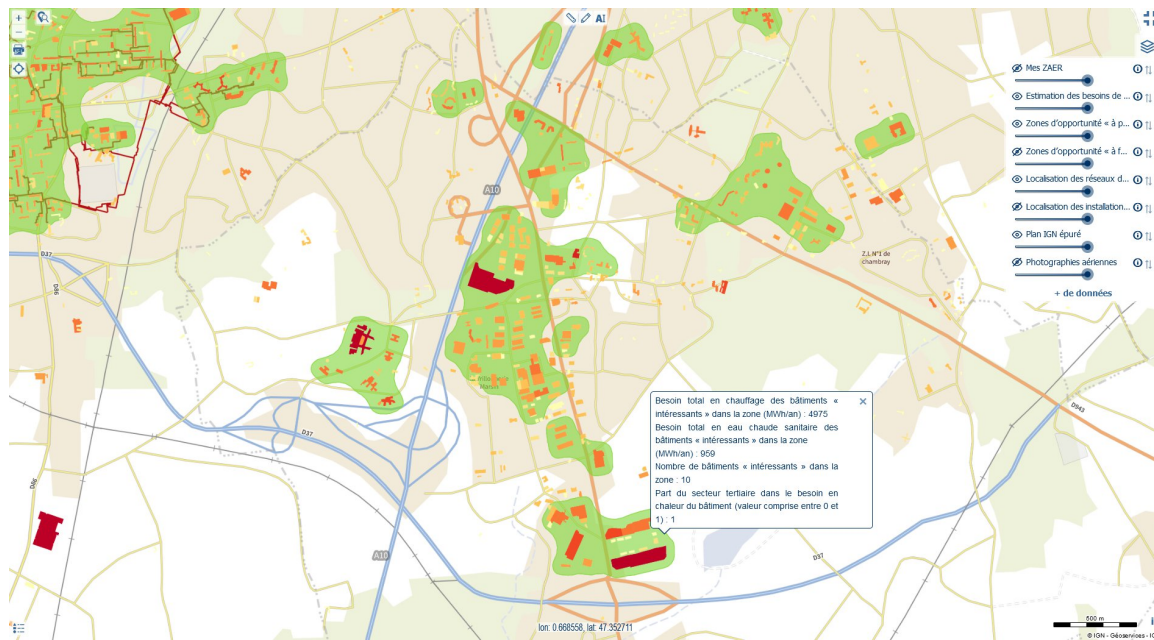 AI
Mes ZAER
Estimation des besoins de ...
Zones d'opportunité « à p...
Zones d'opportunité « à f...
Localisation des réseaux d...
Localisation des installation...
Plan IGN épuré
Photographies aériennes
+ de données
A10
D37
D86
Z.I. N°1 de
chambray
D37
D943
D86
A10
D37
Besoin total en chauffage des bâtiments «
intéressants » dans la zone (MWh/an) : 4975
Besoin total en eau chaude sanitaire des
bâtiments « intéressants » dans la zone
(MWh/an) : 959
Nombre de bâtiments « intéressants » dans la
zone : 10
Part du secteur tertiaire dans le besoin en
chaleur du bâtiment (valeur comprise entre 0 et
1) : 1
lon: 0.668558, lat: 47.352711
500 m
© IGN - Géoservices - IG